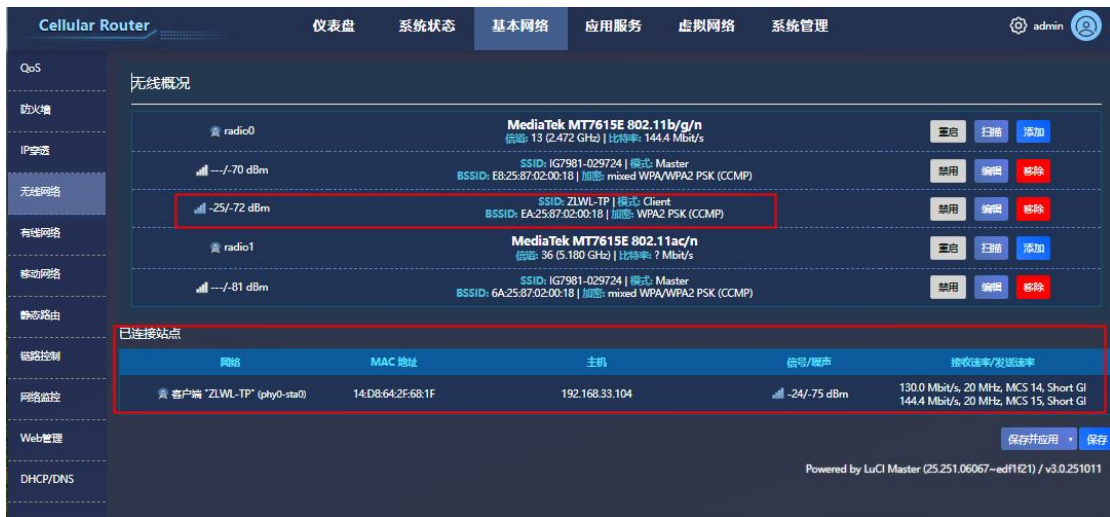 Cellular Router 仪表盘 系统状态 基本网络 应用服务 虚拟网络 系统管理 admin
QoS
防火墙
IP穿透
无线网络
有线网络
移动网络
静态路由
链路控制
网络监控
Web管理
DHCP/DNS
无线概况
radio0
MediaTek MT7615E 802.11b/g/n
信道: 13 (2.472 GHz) | 比特率: 144.4 Mbit/s
重启 扫描 添加
---/-70 dBm
SSID: IG7981-029724 | 模式: Master
BSSID: E8:25:87:02:00:18 | 加密: mixed WPA/WPA2 PSK (CCMP)
禁用 编辑 移除
-25/-72 dBm
SSID: ZLWL-TP | 模式: Client
BSSID: EA:25:87:02:00:18 | 加密: WPA2 PSK (CCMP)
禁用 编辑 移除
radio1
MediaTek MT7615E 802.11ac/n
信道: 36 (5.180 GHz) | 比特率: ? Mbit/s
重启 扫描 添加
---/-81 dBm
SSID: IG7981-029724 | 模式: Master
BSSID: 6A:25:87:02:00:18 | 加密: mixed WPA/WPA2 PSK (CCMP)
禁用 编辑 移除
已连接站点
网络 MAC 地址 主机 信号/噪声 接收速率/发送速率
客户端 "ZLWL-TP" (phy0-sta0) 14:D8:64:2F:68:1F 192.168.33.104 -24/-75 dBm 130.0 Mbit/s, 20 MHz, MCS 14, Short GI
144.4 Mbit/s, 20 MHz, MCS 15, Short GI
保存并应用 保存
Powered by LuCI Master (25.251.06067~edf1f21) / v3.0.251011